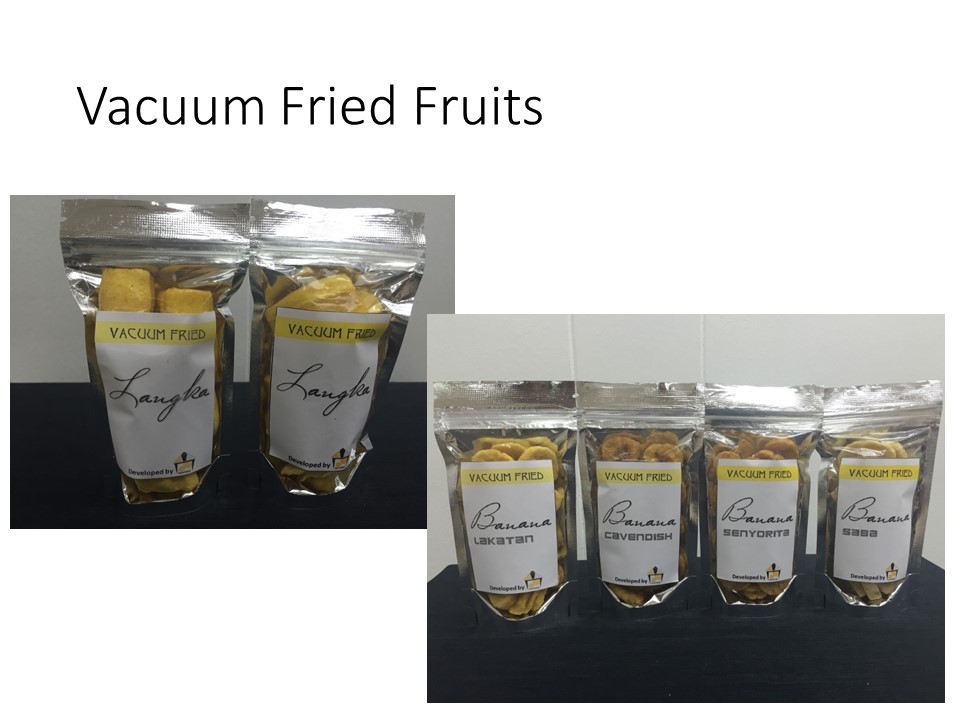 Vacuum Fried Fruits
VACUUM FRIED
Langka
Developed by
VACUUM FRIED
Langka
Developed by
VACUUM FRIED
Banana
LAKATAN
Developed by
VACUUM FRIED
Banana
CAVENDISH
Developed by
VACUUM FRIED
Banana
SENYORITA
Developed by
VACUUM FRIED
Banana
SABA
Developed by